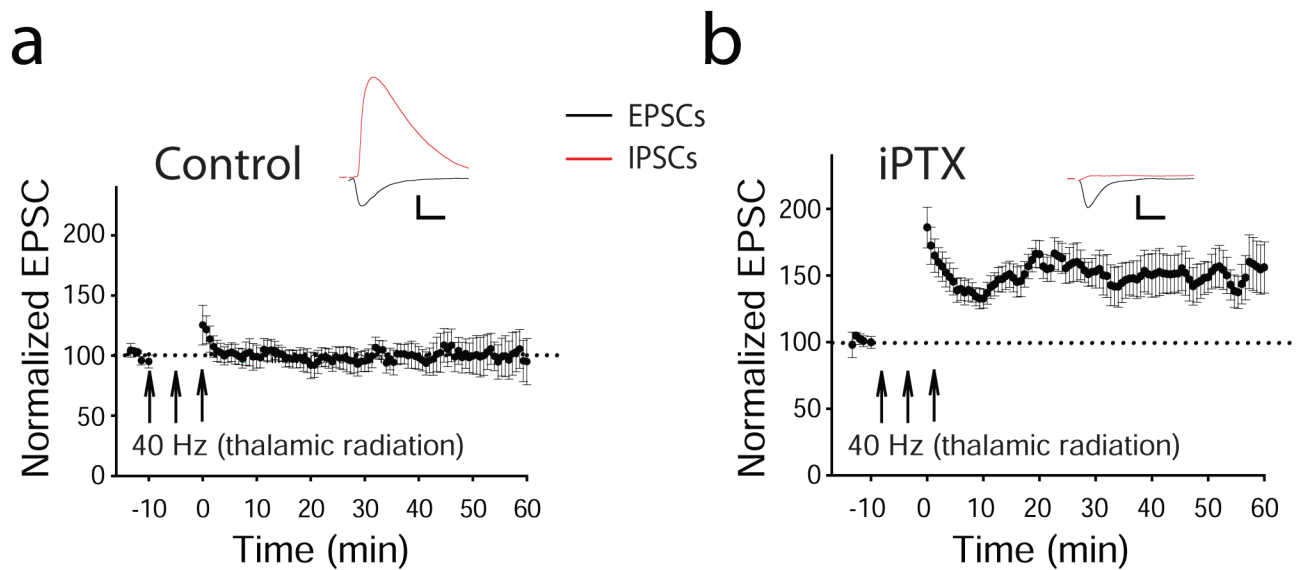 a
Control
EPSCs
IPSCs
Normalized EPSC
200
150
100
50
0
40 Hz (thalamic radiation)
-10 0 10 20 30 40 50 60
Time (min)
b
iPTX
Normalized EPSC
200
150
100
50
0
40 Hz (thalamic radiation)
-10 0 10 20 30 40 50 60
Time (min)